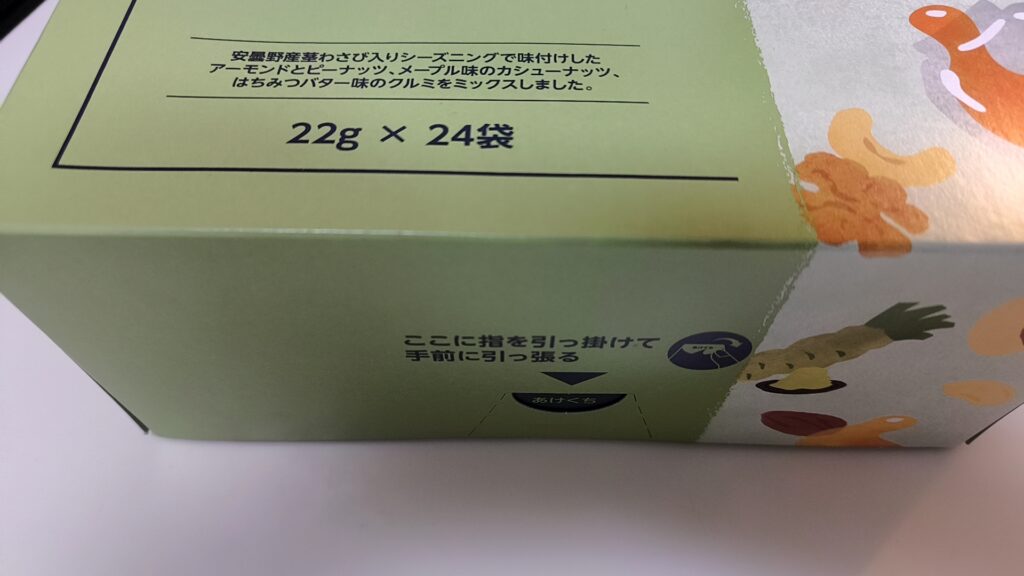 安曇野産茎わさび入りシーズニングで味付けした
アーモンドとピーナッツ、メープル味のカシューナッツ、
はちみつバター味のクルミをミックスしました。
22g × 24袋
ここに指を引っ掛けて
手前に引っ張る
あけくち